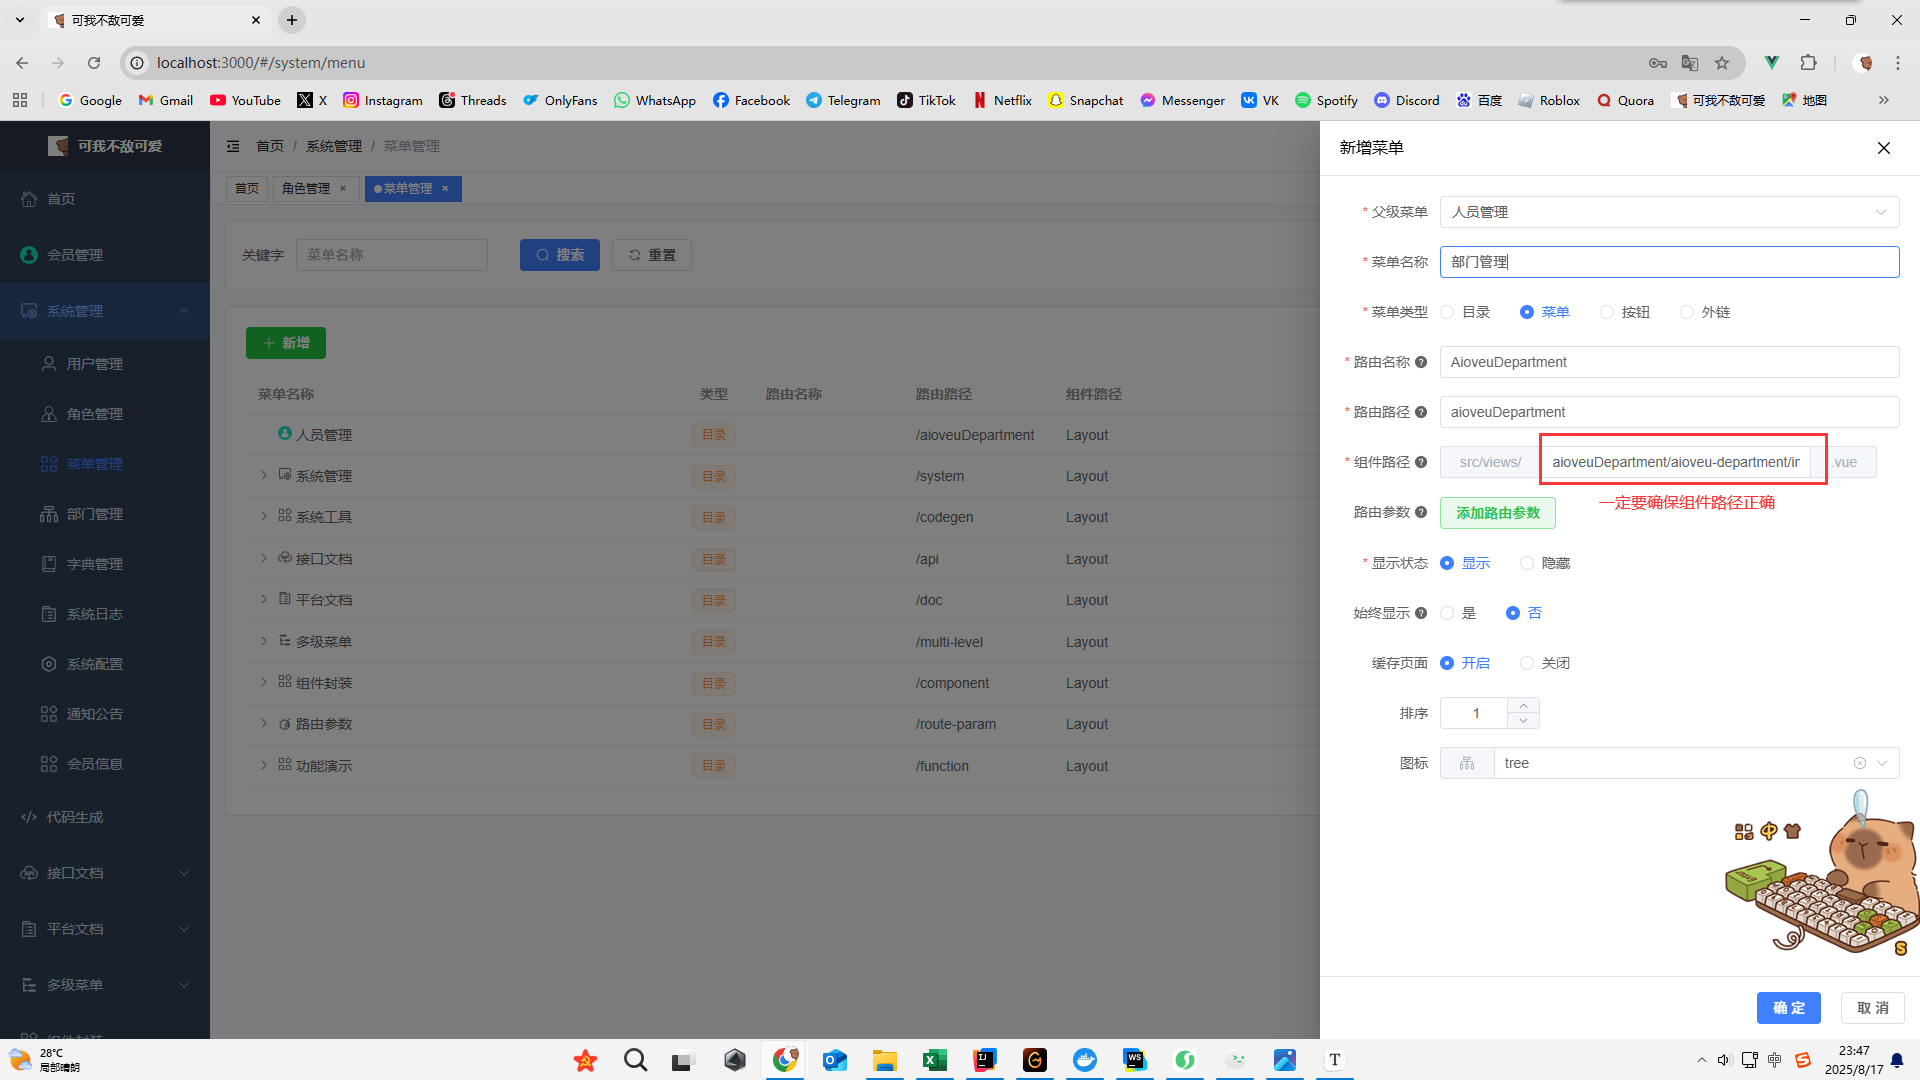 可我不敌可爱
localhost:3000/#/system/menu
Google Gmail YouTube X Instagram Threads OnlyFans WhatsApp Facebook Telegram TikTok Netflix Snapchat Messenger VK Spotify Discord 百度 Roblox Quora 可我不敌可爱 地图
可我不敌可爱
首页
会员管理
系统管理
用户管理
角色管理
菜单管理
部门管理
字典管理
系统日志
系统配置
通知公告
会员信息
代码生成
接口文档
平台文档
多级菜单
首页 / 系统管理 / 菜单管理
首页 角色管理 菜单管理
关键字 菜单名称 搜索 重置
新增
菜单名称 类型 路由名称 路由路径 组件路径
人员管理 目录 /aioveuDepartment Layout
系统管理 目录 /system Layout
系统工具 目录 /codegen Layout
接口文档 目录 /api Layout
平台文档 目录 /doc Layout
多级菜单 目录 /multi-level Layout
组件封装 目录 /component Layout
路由参数 目录 /route-param Layout
功能演示 目录 /function Layout
新增菜单
* 父级菜单 人员管理
* 菜单名称 部门管理
* 菜单类型 目录 菜单 按钮 外链
* 路由名称 AioveuDepartment
* 路由路径 aioveuDepartment
* 组件路径 src/views/ aioveuDepartment/aioveu-department/ir .vue
一定要确保组件路径正确
路由参数 添加路由参数
* 显示状态 显示 隐藏
始终显示 是 否
缓存页面 开启 关闭
排序 1
图标 tree
中
S
确 定 取 消
28°C
局部晴朗
中
23:47
2025/8/17